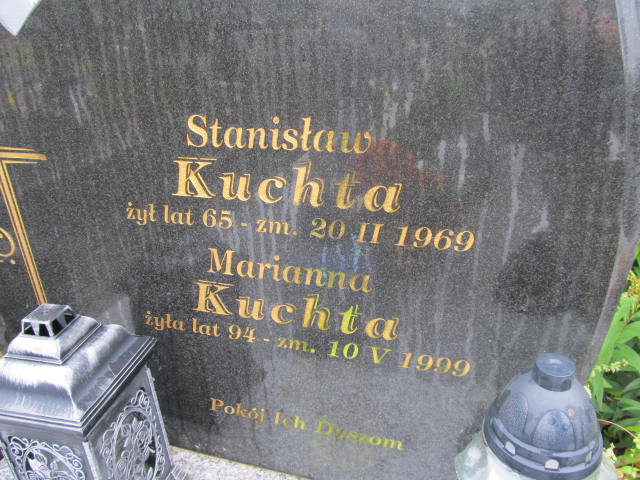 Stanisław
Kuchta
żył lat 65 - zm. 20 II 1969
Marianna
Kuchta
żyła lat 94 - zm. 10 V 1999
Pokój Ich Duszom